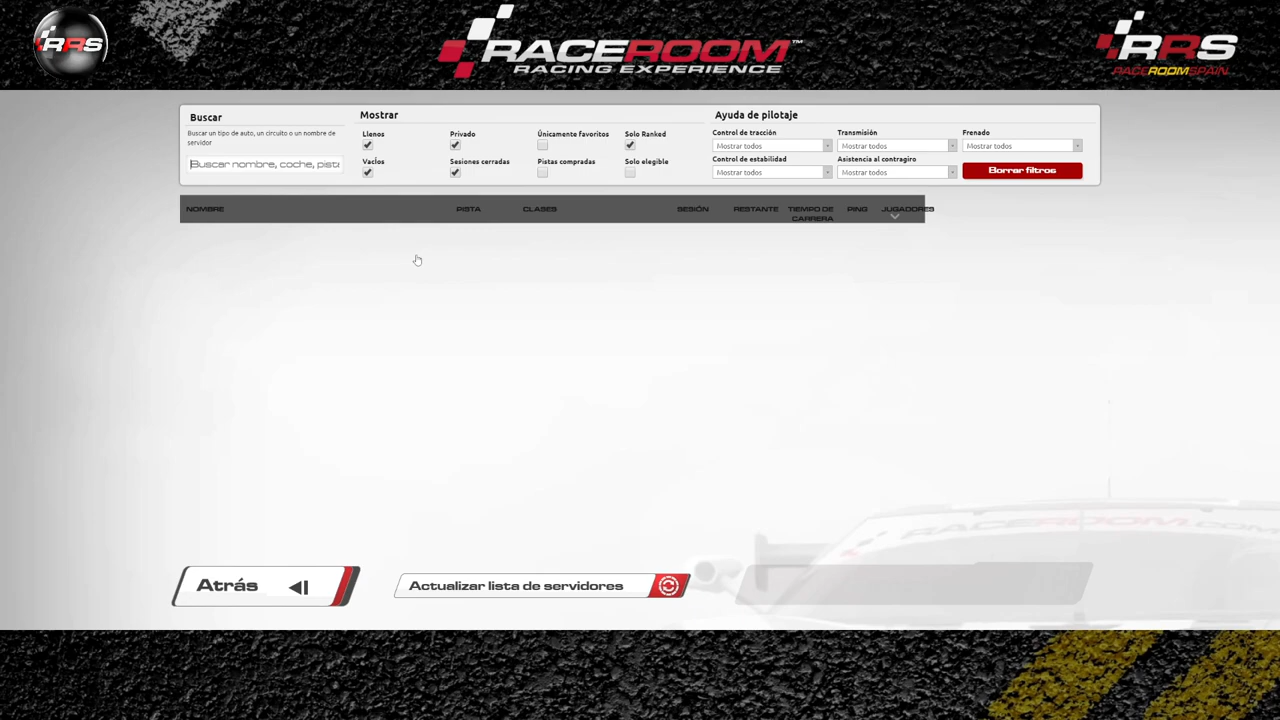 RRS
RACEROOM™
RACING EXPERIENCE
RRS
RACEROOMSPAIN
Buscar
Buscar un tipo de auto, un circuito o un nombre de
servidor
Buscar nombre, coche, pista
Mostrar
Llenos
Privado
Únicamente favoritos
Solo Ranked
Vacíos
Sesiones cerradas
Pistas compradas
Solo elegible
Ayuda de pilotaje
Control de tracción
Transmisión
Frenado
Mostrar todos
Mostrar todos
Mostrar todos
Control de estabilidad
Asistencia al contragiro
Mostrar todos
Mostrar todos
Borrar filtros
NOMBRE PISTA CLASES SESIÓN RESTANTE TIEMPO DE CARRERA PING JUGADORES
RACEROOM.COM
Atrás
Actualizar lista de servidores